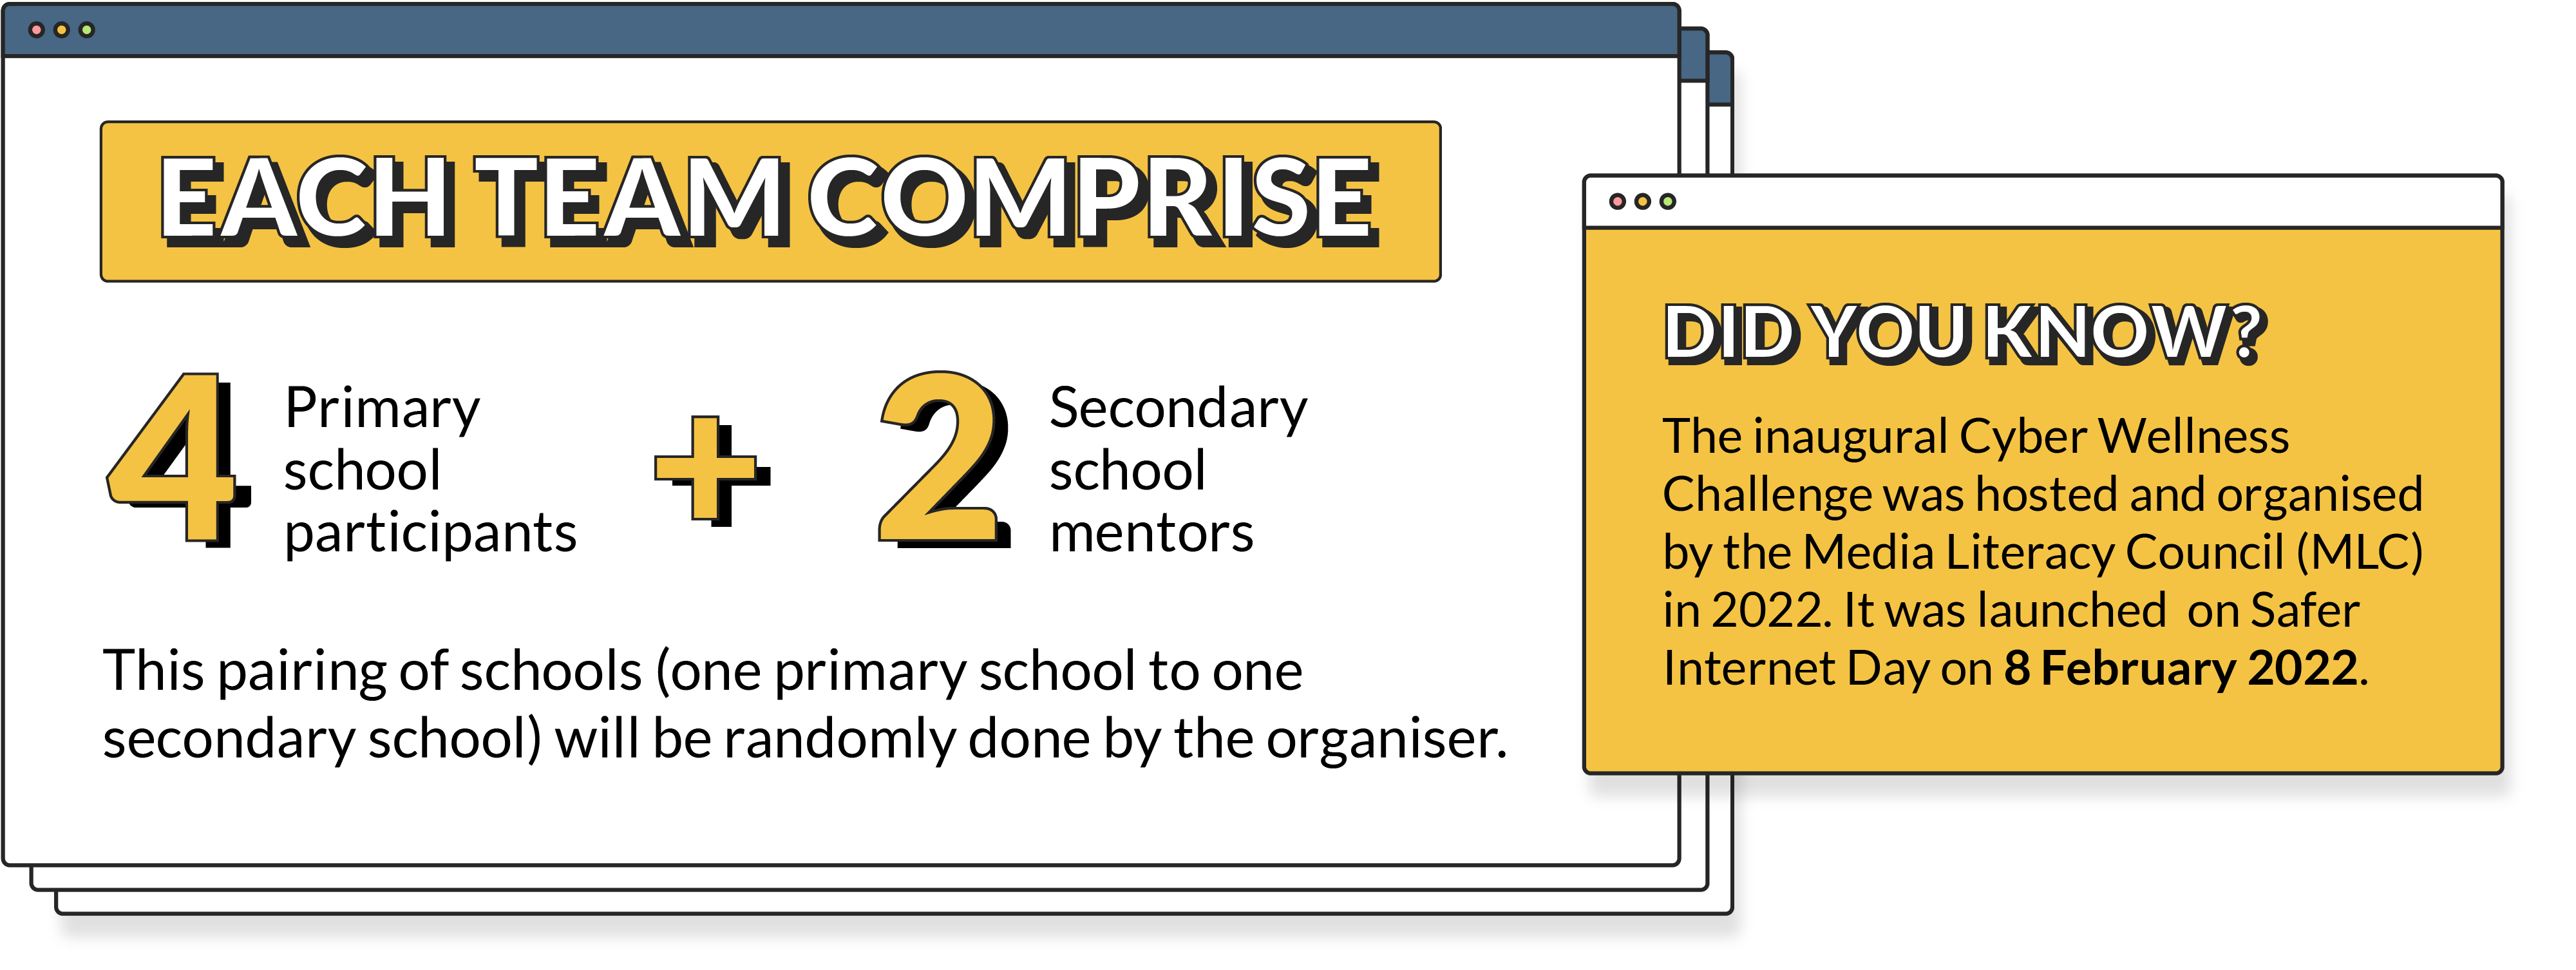 EACH TEAM COMPRISE
4
Primary
school
participants
+
2
Secondary
school
mentors
This pairing of schools (one primary school to one
secondary school) will be randomly done by the organiser.
DID YOU KNOW?
The inaugural Cyber Wellness
Challenge was hosted and organised
by the Media Literacy Council (MLC)
in 2022. It was launched  on Safer
Internet Day on 8 February 2022.